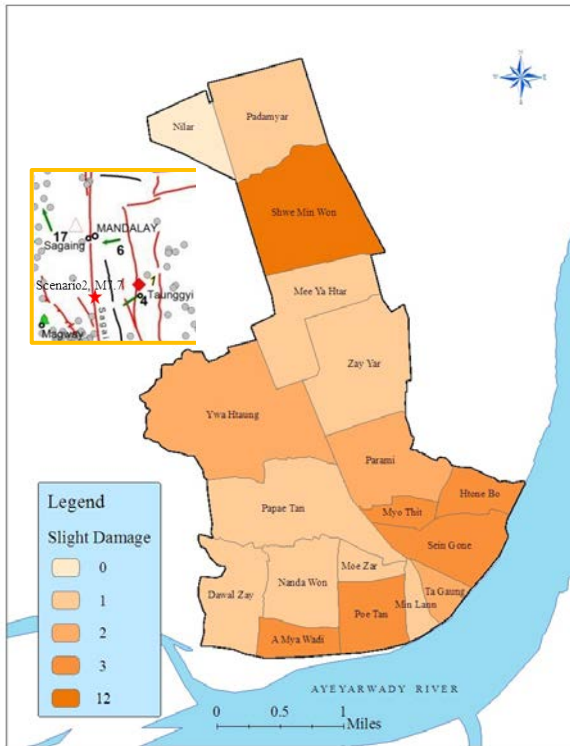 N
W
E
S
Padamyar
Nilar
Shwe Min Won
MANDALAY
17
Sagaing
6
Scenario2, M7.7
1
4
Taunggyi
Sagai
Magway
Mee Ya Htar
Zay Yar
Ywa Htaung
Parami
Htone Bo
Myo Thit
Papae Tan
Sein Gone
Moe Zar
Dawal Zay
Nanda Won
Ta Gaung
Min Lann
Poe Tan
A Mya Wadi
Legend
Slight Damage
0
1
2
3
12
AYEYARWADY RIVER
0 0.5 1
Miles